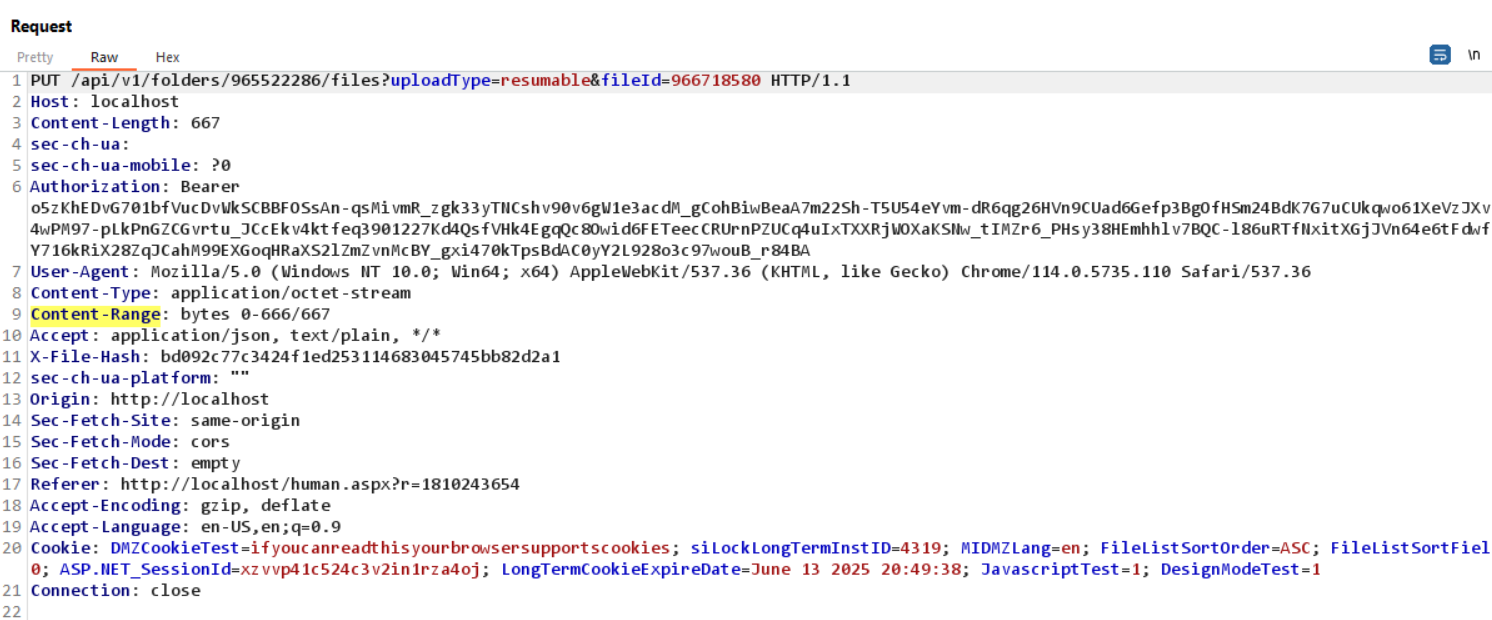 Request
Pretty Raw Hex \n
1 PUT /api/v1/folders/965522286/files?uploadType=resumable&fileId=966718580 HTTP/1.1
2 Host: localhost
3 Content-Length: 667
4 sec-ch-ua:
5 sec-ch-ua-mobile: ?0
6 Authorization: Bearer
o5zKhEDvG701bfVucDvWkSCBBFOSsAn-qsMivmR_zgk33yTNCshv90v6gW1e3acdM_gCohBiwBeaA7m22Sh-T5U54eYvm-dR6qg26HVn9CUad6Gefp3BgOfHSm24BdK7G7uCUkqwo61XeVzJXv
4wPM97-pLkPnGZCGvrtu_JCcEkv4ktfeq3901227Kd4QsfVHk4EgqQc8Owid6FETeecCRUrnPZUCq4uIxTXXRjWOXaKSNw_tIMZr6_PHsy38HEmhhlv7BQC-l86uRTfNxitXGjJVn64e6tFdwf
Y716kRiX28ZqJCahM99EXGoqHRaXS2lZmZvnMcBY_gxi470kTpsBdAC0yY2L928o3c97wouB_r84BA
7 User-Agent: Mozilla/5.0 (Windows NT 10.0; Win64; x64) AppleWebKit/537.36 (KHTML, like Gecko) Chrome/114.0.5735.110 Safari/537.36
8 Content-Type: application/octet-stream
9 Content-Range: bytes 0-666/667
10 Accept: application/json, text/plain, */*
11 X-File-Hash: bd092c77c3424f1ed253114683045745bb82d2a1
12 sec-ch-ua-platform: ""
13 Origin: http://localhost
14 Sec-Fetch-Site: same-origin
15 Sec-Fetch-Mode: cors
16 Sec-Fetch-Dest: empty
17 Referer: http://localhost/human.aspx?r=1810243654
18 Accept-Encoding: gzip, deflate
19 Accept-Language: en-US,en;q=0.9
20 Cookie: DMZCookieTest=ifyoucanreadthisyourbrowsersupportscookies; siLockLongTermInstID=4319; MIDMZLang=en; FileListSortOrder=ASC; FileListSortFiel
0; ASP.NET_SessionId=xzvvp41c524c3v2in1rza4oj; LongTermCookieExpireDate=June 13 2025 20:49:38; JavascriptTest=1; DesignModeTest=1
21 Connection: close
22